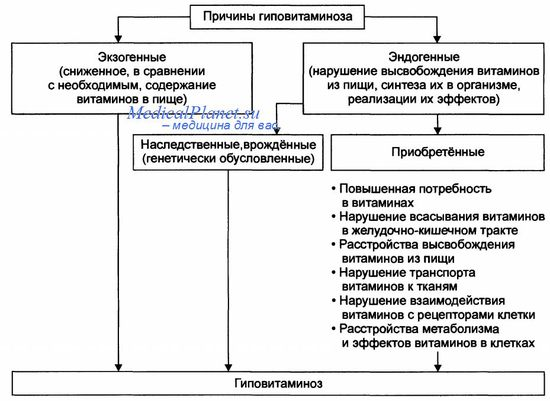 Причины гиповитаминоза
Экзогенные
(сниженное, в сравнении
с необходимым, содержание
витаминов в пище)
Эндогенные
(нарушение высвобождения витаминов
из пищи, синтеза их в организме,
реализации их эффектов)
MedicalPlanet.su
– медицина для вас.
Наследственные,врождённые
(генетически обусловленные)
Приобретённые
• Повышенная потребность
в витаминах
• Нарушение всасывания витаминов
в желудочно-кишечном тракте
• Расстройства высвобождения
витаминов из пищи
• Нарушение транспорта
витаминов к тканям
• Нарушение взаимодействия
витаминов с рецепторами клетки
• Расстройства метаболизма
и эффектов витаминов в клетках
Гиповитаминоз